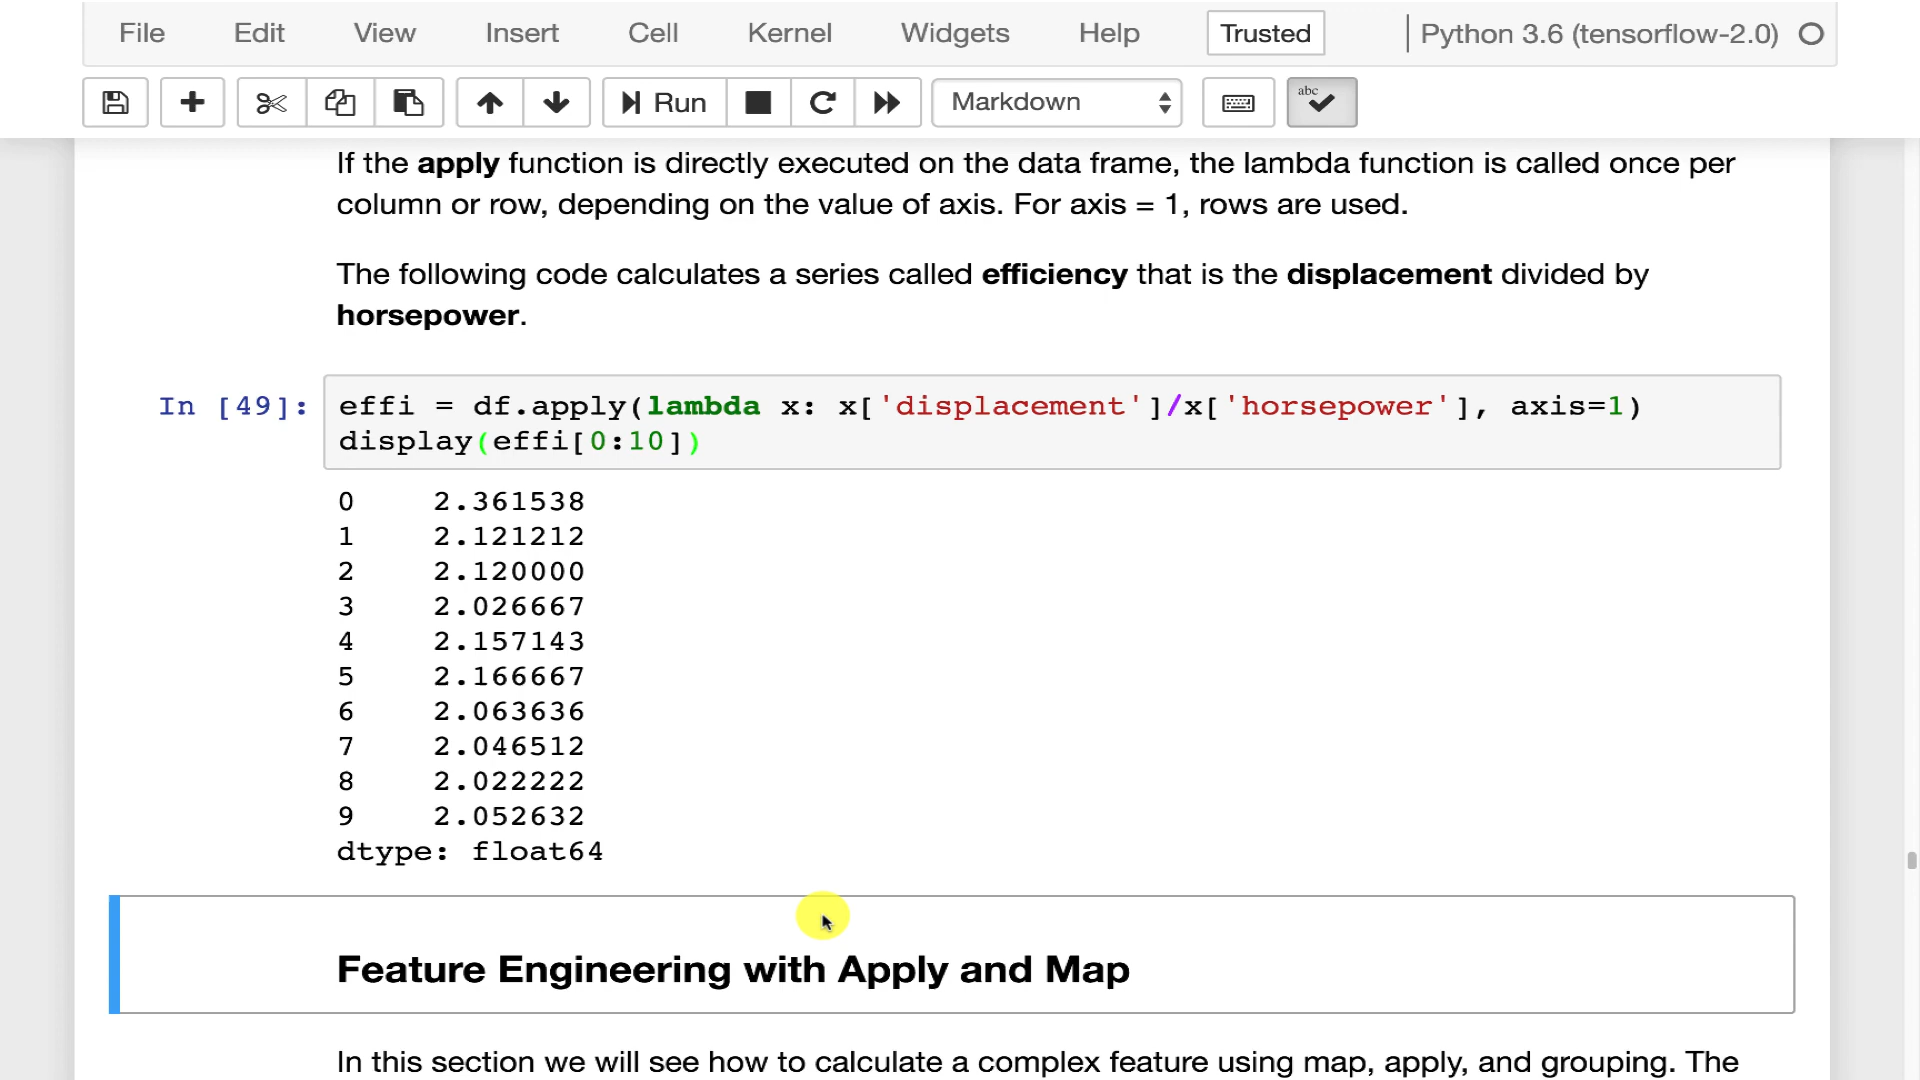 File Edit View Insert Cell Kernel Widgets Help Trusted Python 3.6 (tensorflow-2.0)
Run Markdown abc
If the apply function is directly executed on the data frame, the lambda function is called once per
column or row, depending on the value of axis. For axis = 1, rows are used.
The following code calculates a series called efficiency that is the displacement divided by
horsepower.
In [49]: effi = df.apply(lambda x: x['displacement']/x['horsepower'], axis=1)
display(effi[0:10])
0 2.361538
1 2.121212
2 2.120000
3 2.026667
4 2.157143
5 2.166667
6 2.063636
7 2.046512
8 2.022222
9 2.052632
dtype: float64
Feature Engineering with Apply and Map
In this section we will see how to calculate a complex feature using map, apply, and grouping. The